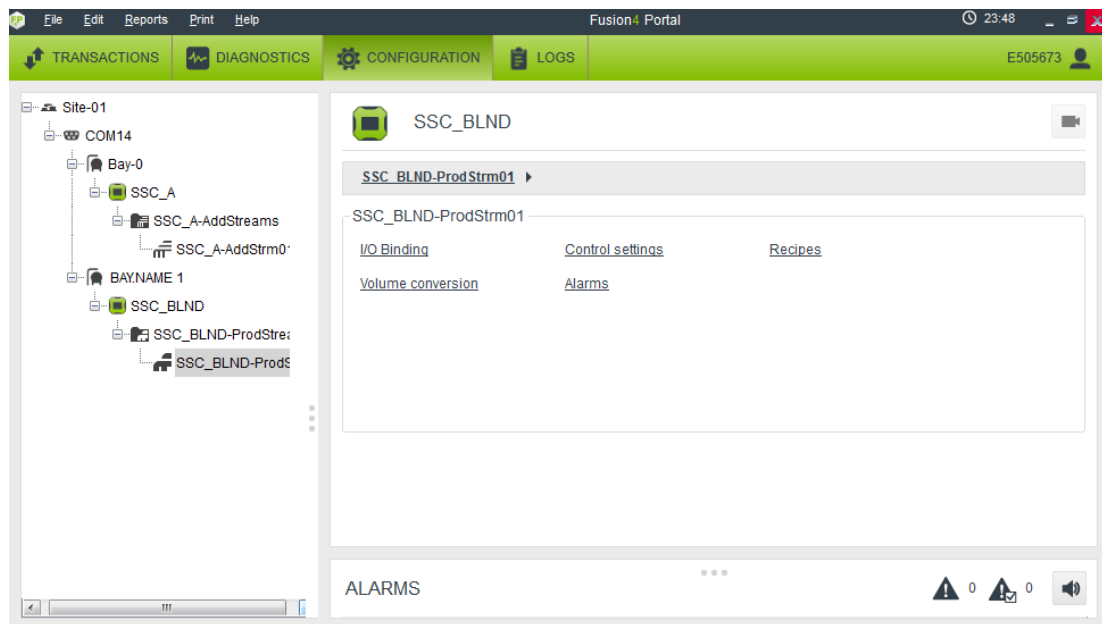 EP File Edit Reports Print Help Fusion4 Portal 23:48
TRANSACTIONS DIAGNOSTICS CONFIGURATION LOGS E505673
Site-01
COM14
Bay-0
SSC_A
SSC_A-AddStreams
SSC_A-AddStrm0
BAY.NAME 1
SSC_BLND
SSC_BLND-ProdStrea
SSC_BLND-ProdS
SSC_BLND
SSC_BLND-ProdStrm01
SSC_BLND-ProdStrm01
I/O Binding Control settings Recipes
Volume conversion Alarms
ALARMS 0 0